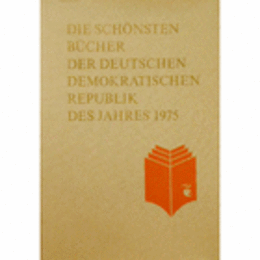 DIE SCHÖNSTEN
BÜCHER
DER DEUTSCHEN
DEMOKRATISCHEN
REPUBLIK
DES JAHRES 1975